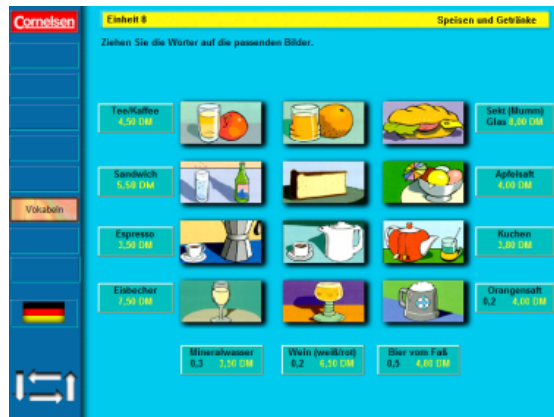 Cornelsen
Einheit 8
Speisen und Getränke
Ziehen Sie die Wörter auf die passenden Bilder.
Tee/Kaffee
4,50 DM
Sekt (Mumm)
Glas 8,00 DM
Sandwich
5,50 DM
Apfelsaft
4,00 DM
Vokabeln
Espresso
3,50 DM
Kuchen
3,80 DM
Eisbecher
7,50 DM
Orangensaft
0,2 4,00 DM
Mineralwasser
0,3 3,50 DM
Wein (weiß/rot)
0,2 6,50 DM
Bier vom Faß
0,5 4,80 DM